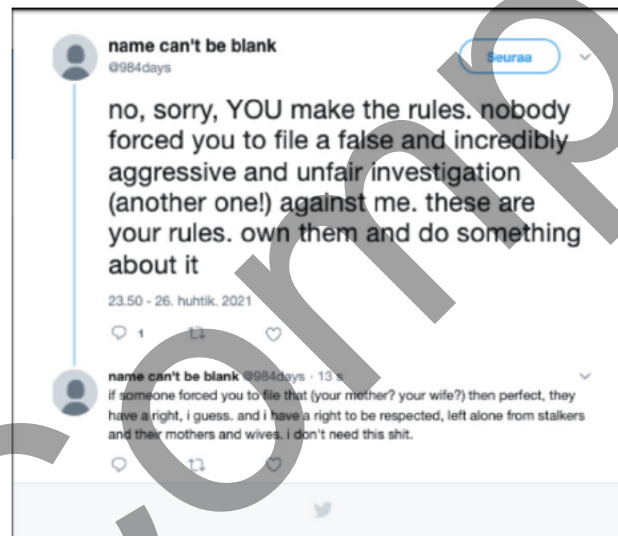 name can't be blank
@984days
Seuraa
no, sorry, YOU make the rules. nobody
forced you to file a false and incredibly
aggressive and unfair investigation
(another one!) against me. these are
your rules. own them and do something
about it
23.50 - 26. huhtik. 2021
1
name can't be blank @984days · 13 s
if someone forced you to file that (your mother? your wife?) then perfect, they
have a right, i guess. and i have a right to be respected, left alone from stalkers
and their mothers and wives. i don't need this shit.